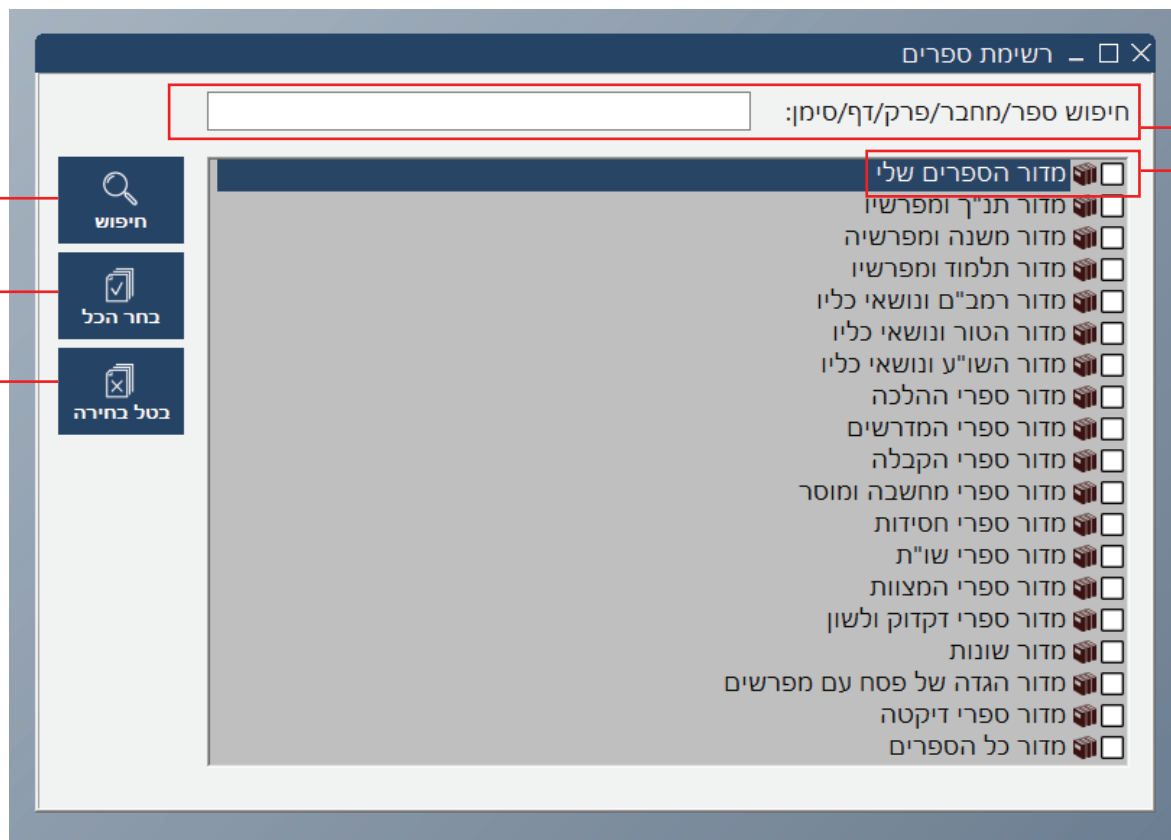 רשימת ספרים
חיפוש ספר/מחבר/פרק/דף/סימן:
מדור הספרים שלי
מדור תנ"ך ומפרשיו
מדור משנה ומפרשיה
מדור תלמוד ומפרשיו
מדור רמב"ם ונושאי כליו
מדור הטור ונושאי כליו
מדור השו"ע ונושאי כליו
מדור ספרי ההלכה
מדור ספרי המדרשים
מדור ספרי הקבלה
מדור ספרי מחשבה ומוסר
מדור ספרי חסידות
מדור ספרי שו"ת
מדור ספרי המצוות
מדור ספרי דקדוק ולשון
מדור שונות
מדור הגדה של פסח עם מפרשים
מדור ספרי דיקטה
מדור כל הספרים
חיפוש
בחר הכל
בטל בחירה